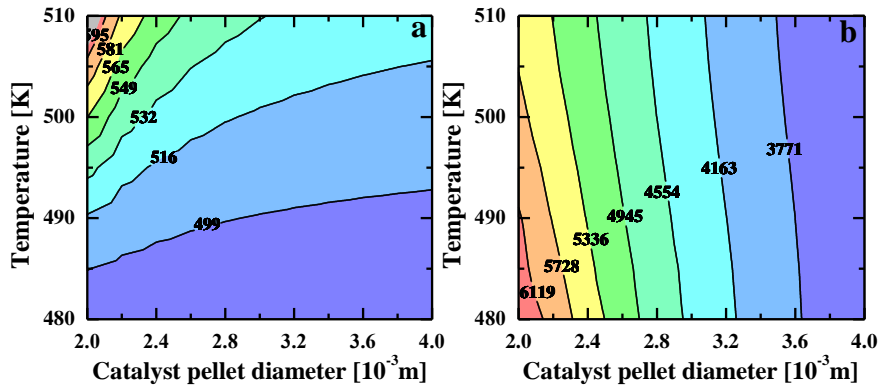 510
500
490
480
Temperature [K]
a
595
581
565
549
532
516
499
2.0 2.4 2.8 3.2 3.6 4.0
Catalyst pellet diameter [10⁻³m]
510
500
490
480
Temperature [K]
b
3771
4163
4554
4945
5336
5728
6119
2.0 2.4 2.8 3.2 3.6 4.0
Catalyst pellet diameter [10⁻³m]